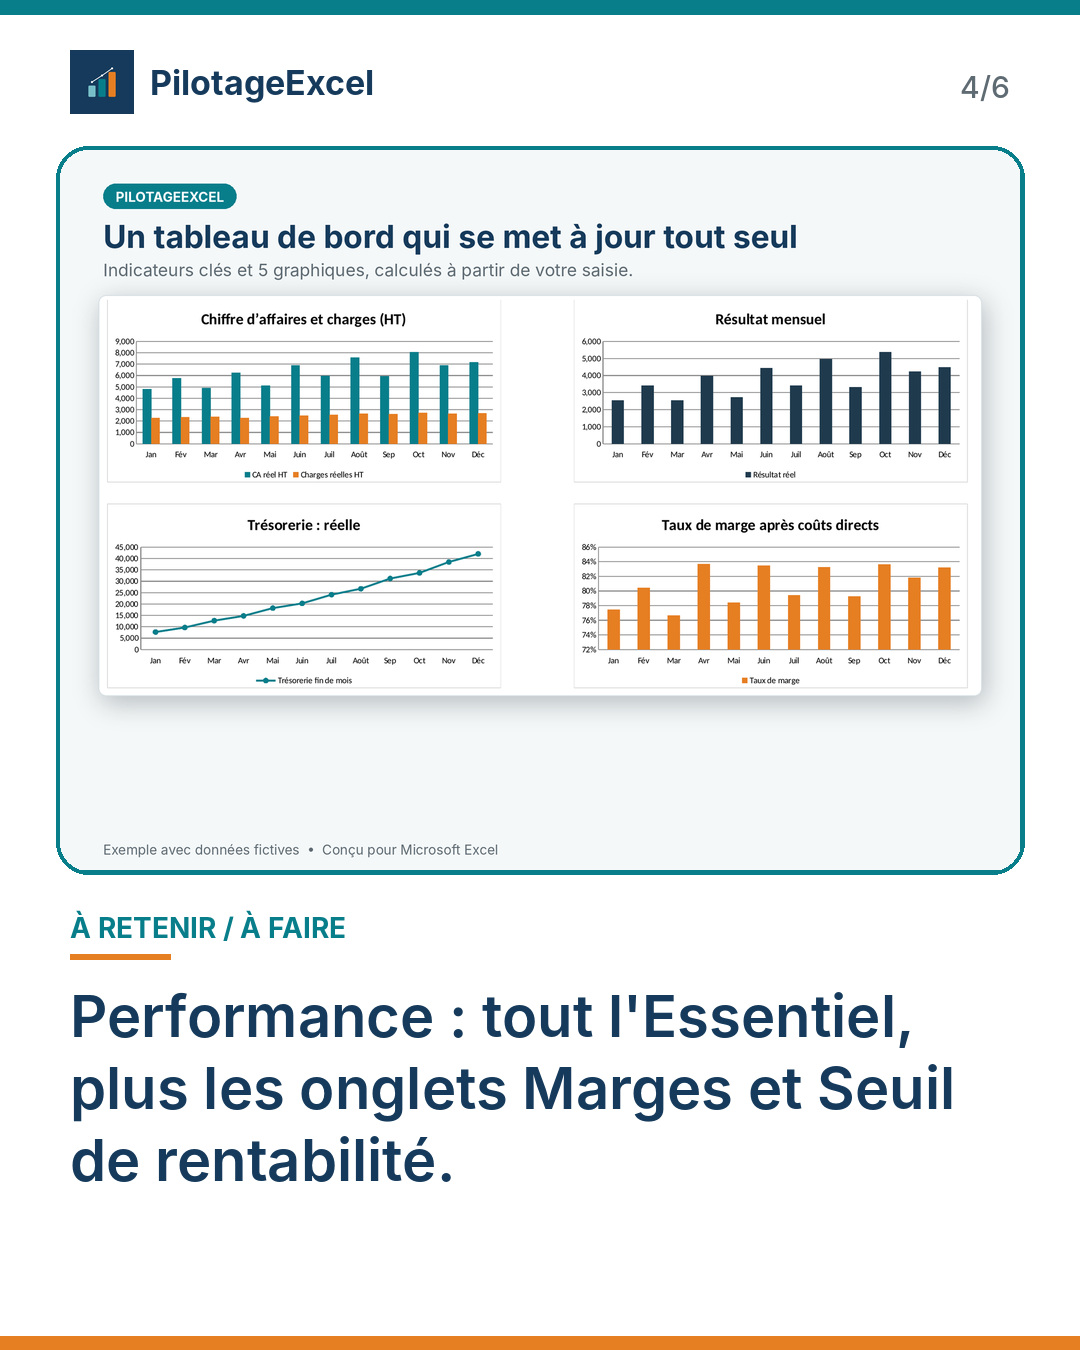 PilotageExcel
4/6
PILOTAGEEXCEL
Un tableau de bord qui se met à jour tout seul
Indicateurs clés et 5 graphiques, calculés à partir de votre saisie.
Chiffre d’affaires et charges (HT)
9,000
8,000
7,000
6,000
5,000
4,000
3,000
2,000
1,000
0
Jan Fév Mar Avr Mai Juin Juil Août Sep Oct Nov Déc
CA réel HT Charges réelles HT
Résultat mensuel
6,000
5,000
4,000
3,000
2,000
1,000
0
Jan Fév Mar Avr Mai Juin Juil Août Sep Oct Nov Déc
Résultat réel
Trésorerie : réelle
45,000
40,000
35,000
30,000
25,000
20,000
15,000
10,000
5,000
0
Jan Fév Mar Avr Mai Juin Juil Août Sep Oct Nov Déc
Trésorerie fin de mois
Taux de marge après coûts directs
86%
84%
82%
80%
78%
76%
74%
72%
Jan Fév Mar Avr Mai Juin Juil Août Sep Oct Nov Déc
Taux de marge
Exemple avec données fictives • Conçu pour Microsoft Excel
À RETENIR / À FAIRE
Performance : tout l'Essentiel,
plus les onglets Marges et Seuil
de rentabilité.